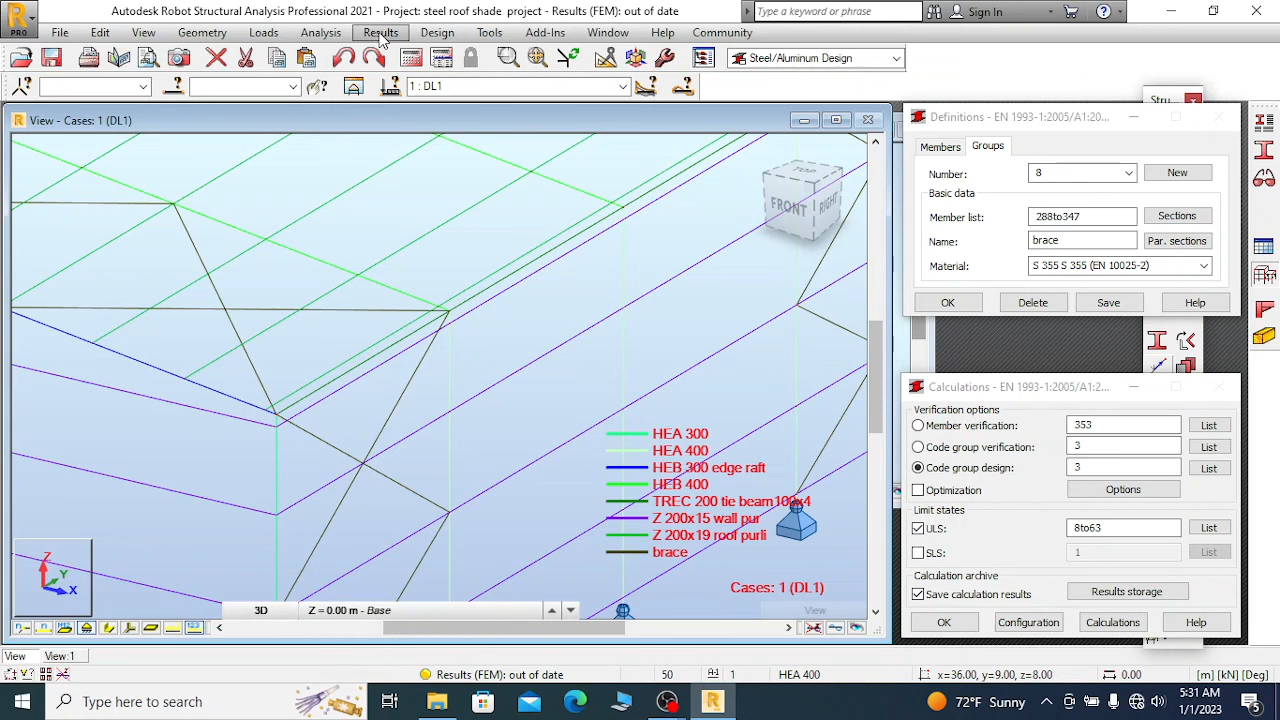 Autodesk Robot Structural Analysis Professional 2021 - Project: steel roof shade project - Results (FEM): out of date
Type a keyword or phrase
Sign In
PRO
File Edit View Geometry Loads Analysis Results Design Tools Add-Ins Window Help Community
Steel/Aluminum Design
1 : DL1
View - Cases: 1 (DL1)
TOP
FRONT
RIGHT
HEA 300
HEA 400
HEB 300 edge raft
HEB 400
TREC 200 tie beam100x4
Z 200x15 wall pur
Z 200x19 roof purli
brace
Cases: 1 (DL1)
Z
Y
X
3D
Z = 0.00 m - Base
View
Stru...
Definitions - EN 1993-1:2005/A1:20...
Members Groups
Number: 8 New
Basic data
Member list: 288to347 Sections
Name: brace Par. sections
Material: S 355 S 355 (EN 10025-2)
OK Delete Save Help
Calculations - EN 1993-1:2005/A1:2...
Verification options
Member verification: 353 List
Code group verification: 3 List
Code group design: 3 List
Optimization Options
Limit states
ULS: 8to63 List
SLS: 1 List
Calculation archive
Save calculation results Results storage
OK Configuration Calculations Help
View View:1
Results (FEM): out of date
50
1
HEA 400
x=36.00, y=9.00, z=8.00
0.00
[m] [kN] [Deg]
Type here to search
72°F Sunny
5:31 AM
1/1/2023
5